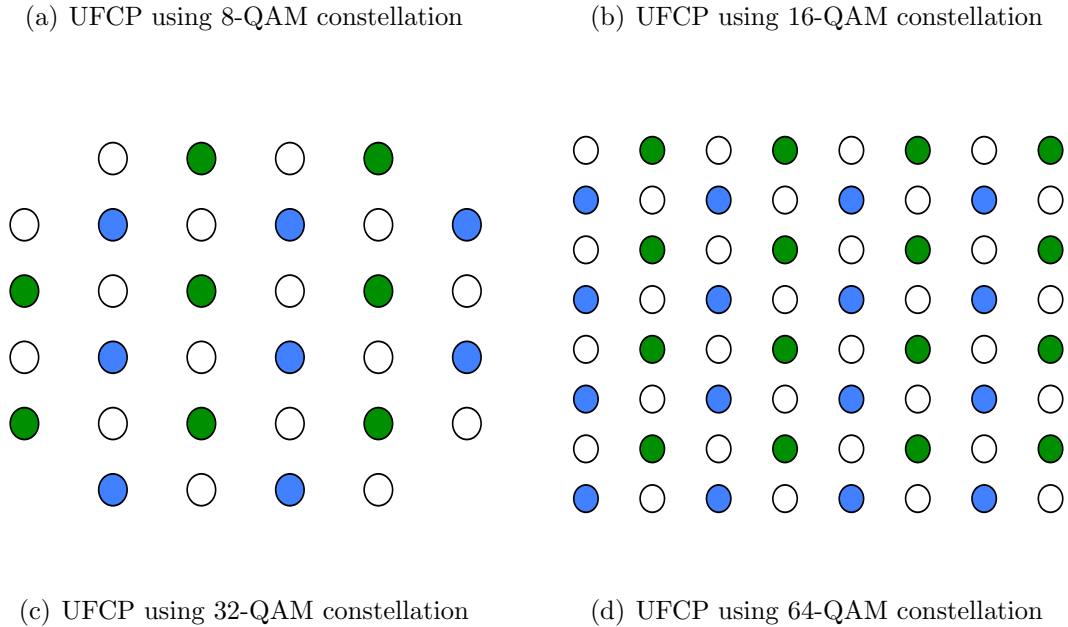 (a) UFCP using 8-QAM constellation
(b) UFCP using 16-QAM constellation
(c) UFCP using 32-QAM constellation
(d) UFCP using 64-QAM constellation